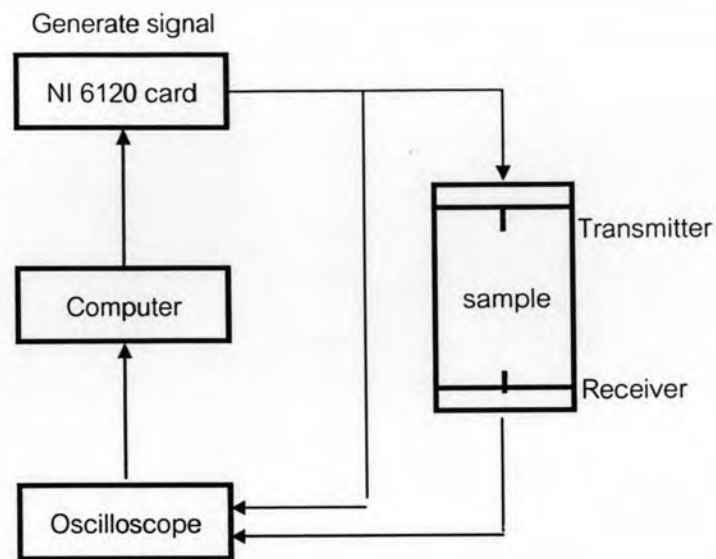 Generate signal
NI 6120 card
Transmitter
sample
Computer
Receiver
Oscilloscope